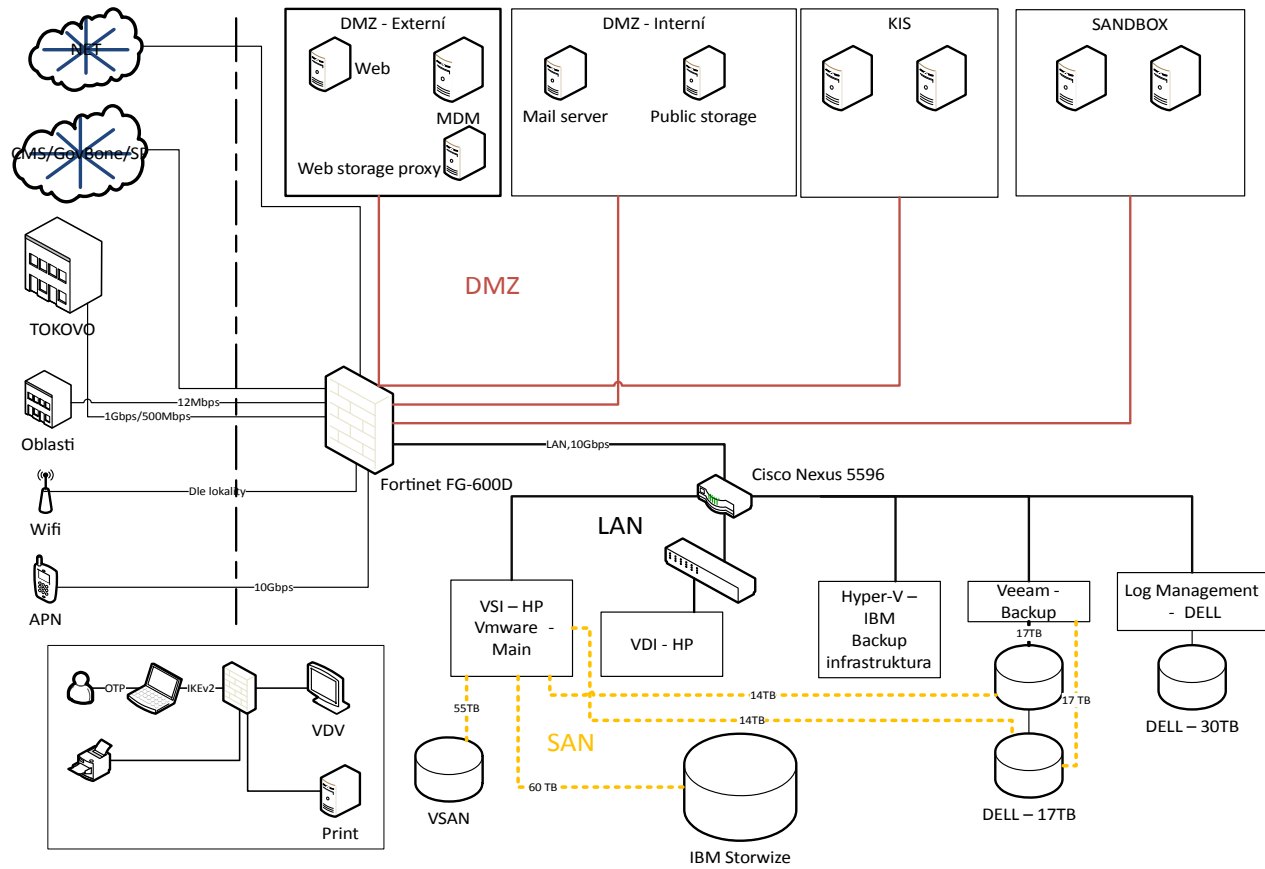 NET
CMS/GovBone/SP
TOKOVO
Oblasti
Wifi
APN
12Mbps
1Gbps/500Mbps
Dle lokality
10Gbps
DMZ - Externí
Web
MDM
Web storage proxy
DMZ - Interní
Mail server
Public storage
KIS
SANDBOX
DMZ
LAN,10Gbps
Fortinet FG-600D
Cisco Nexus 5596
LAN
VSI – HP
Vmware -
Main
VDI - HP
Hyper-V –
IBM
Backup
infrastruktura
Veeam -
Backup
Log Management
- DELL
17TB
14TB
14TB
17 TB
55TB
SAN
60 TB
VSAN
IBM Storwize
DELL – 17TB
DELL – 30TB
OTP
IKEv2
VDV
Print